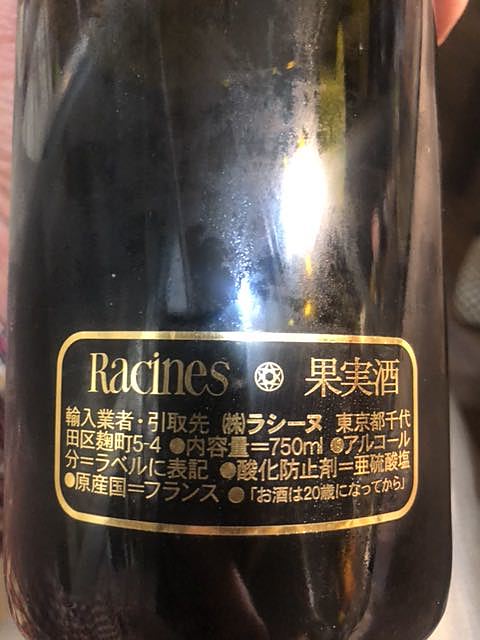 Racines 果実酒
輸入業者・引取先 ㈱ラシーヌ 東京都千代
田区麹町5-4 ●内容量=750ml ●アルコール
分=ラベルに表記 ●酸化防止剤=亜硫酸塩
●原産国=フランス ●「お酒は20歳になってから」